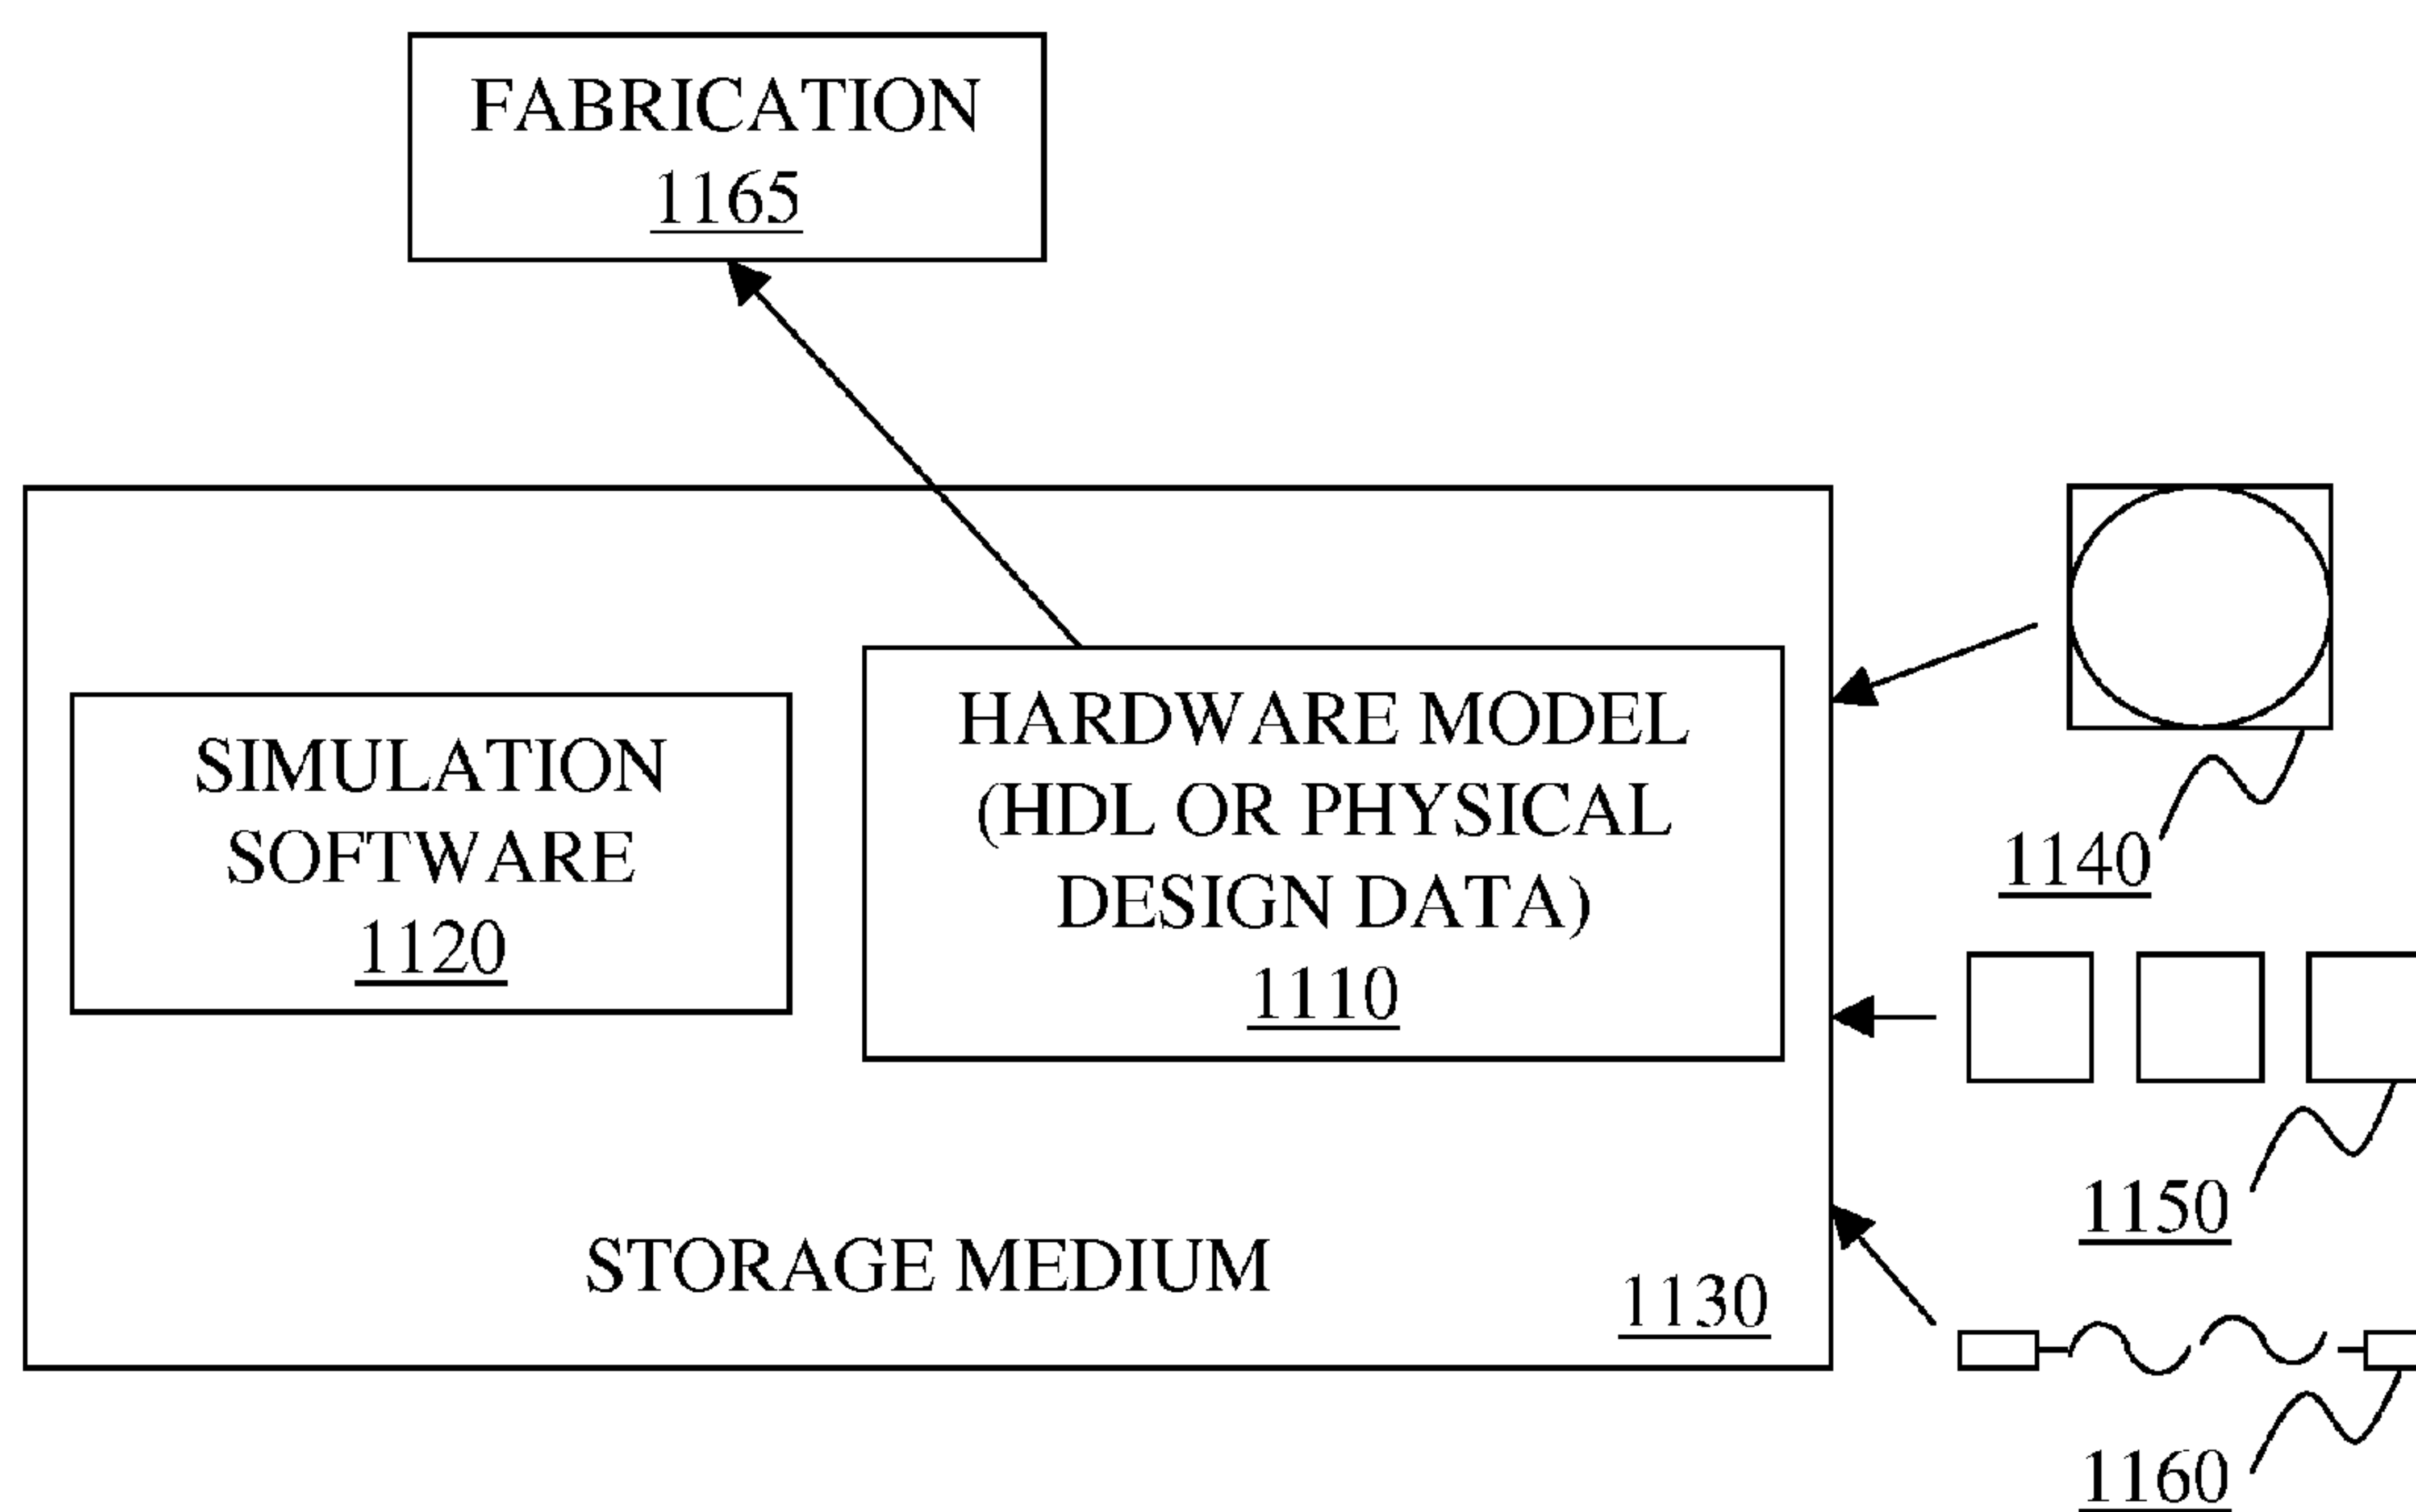 FABRICATION
1165
SIMULATION
SOFTWARE
1120
HARDWARE MODEL
(HDL OR PHYSICAL
DESIGN DATA)
1110
STORAGE MEDIUM
1130
1140
1150
1160